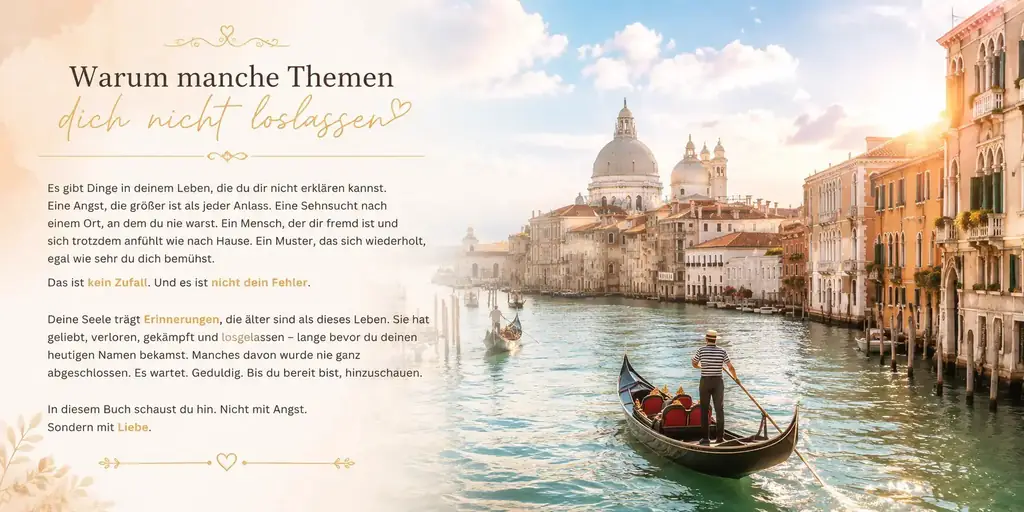 Warum manche Themen
dich nicht loslassen
Es gibt Dinge in deinem Leben, die du dir nicht erklären kannst.
Eine Angst, die größer ist als jeder Anlass. Eine Sehnsucht nach
einem Ort, an dem du nie warst. Ein Mensch, der dir fremd ist und
sich trotzdem anfühlt wie nach Hause. Ein Muster, das sich wiederholt,
egal wie sehr du dich bemühst.
Das ist kein Zufall. Und es ist nicht dein Fehler.
Deine Seele trägt Erinnerungen, die älter sind als dieses Leben. Sie hat
geliebt, verloren, gekämpft und losgelassen – lange bevor du deinen
heutigen Namen bekamst. Manches davon wurde nie ganz
abgeschlossen. Es wartet. Geduldig. Bis du bereit bist, hinzuschauen.
In diesem Buch schaust du hin. Nicht mit Angst.
Sondern mit Liebe.